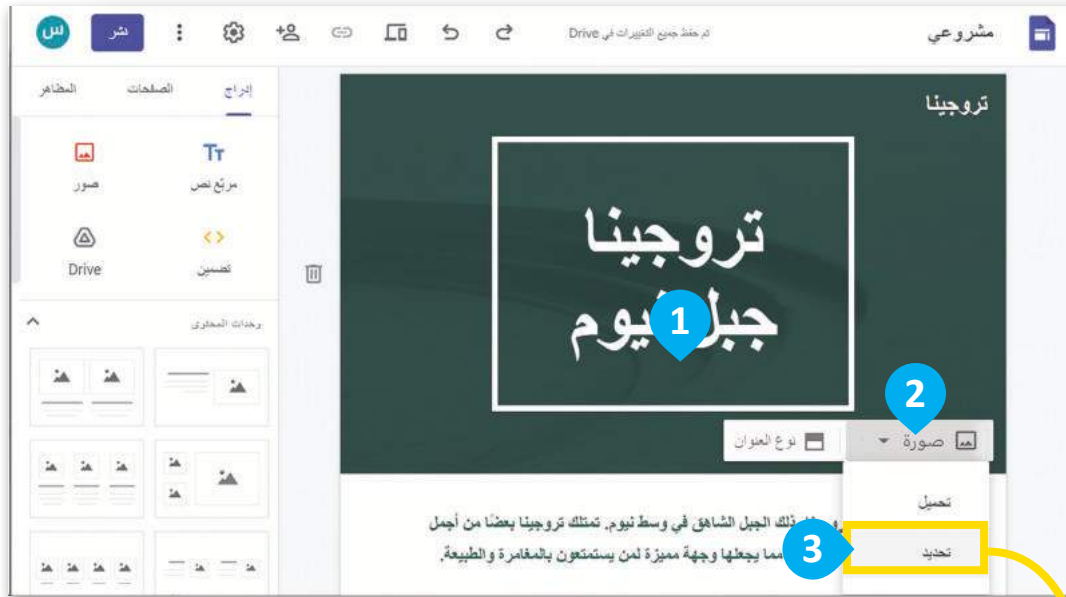 مشروعي
تم حفظ جميع التغييرات في Drive
نشر
س
إدراج
الصفحات
المظاهر
Tт
مربّع نص
صور
<>
تضمين
Drive
وحدات المحتوى
تروجينا
تروجينا
جبل نيوم
1
2
صورة
نوع العنوان
تحميل
تحديد
3
ذلك الجبل الشاهق في وسط نيوم. تمتلك تروجينا بعضًا من أجمل
مما يجعلها وجهة مميزة لمن يستمتعون بالمغامرة والطبيعة.